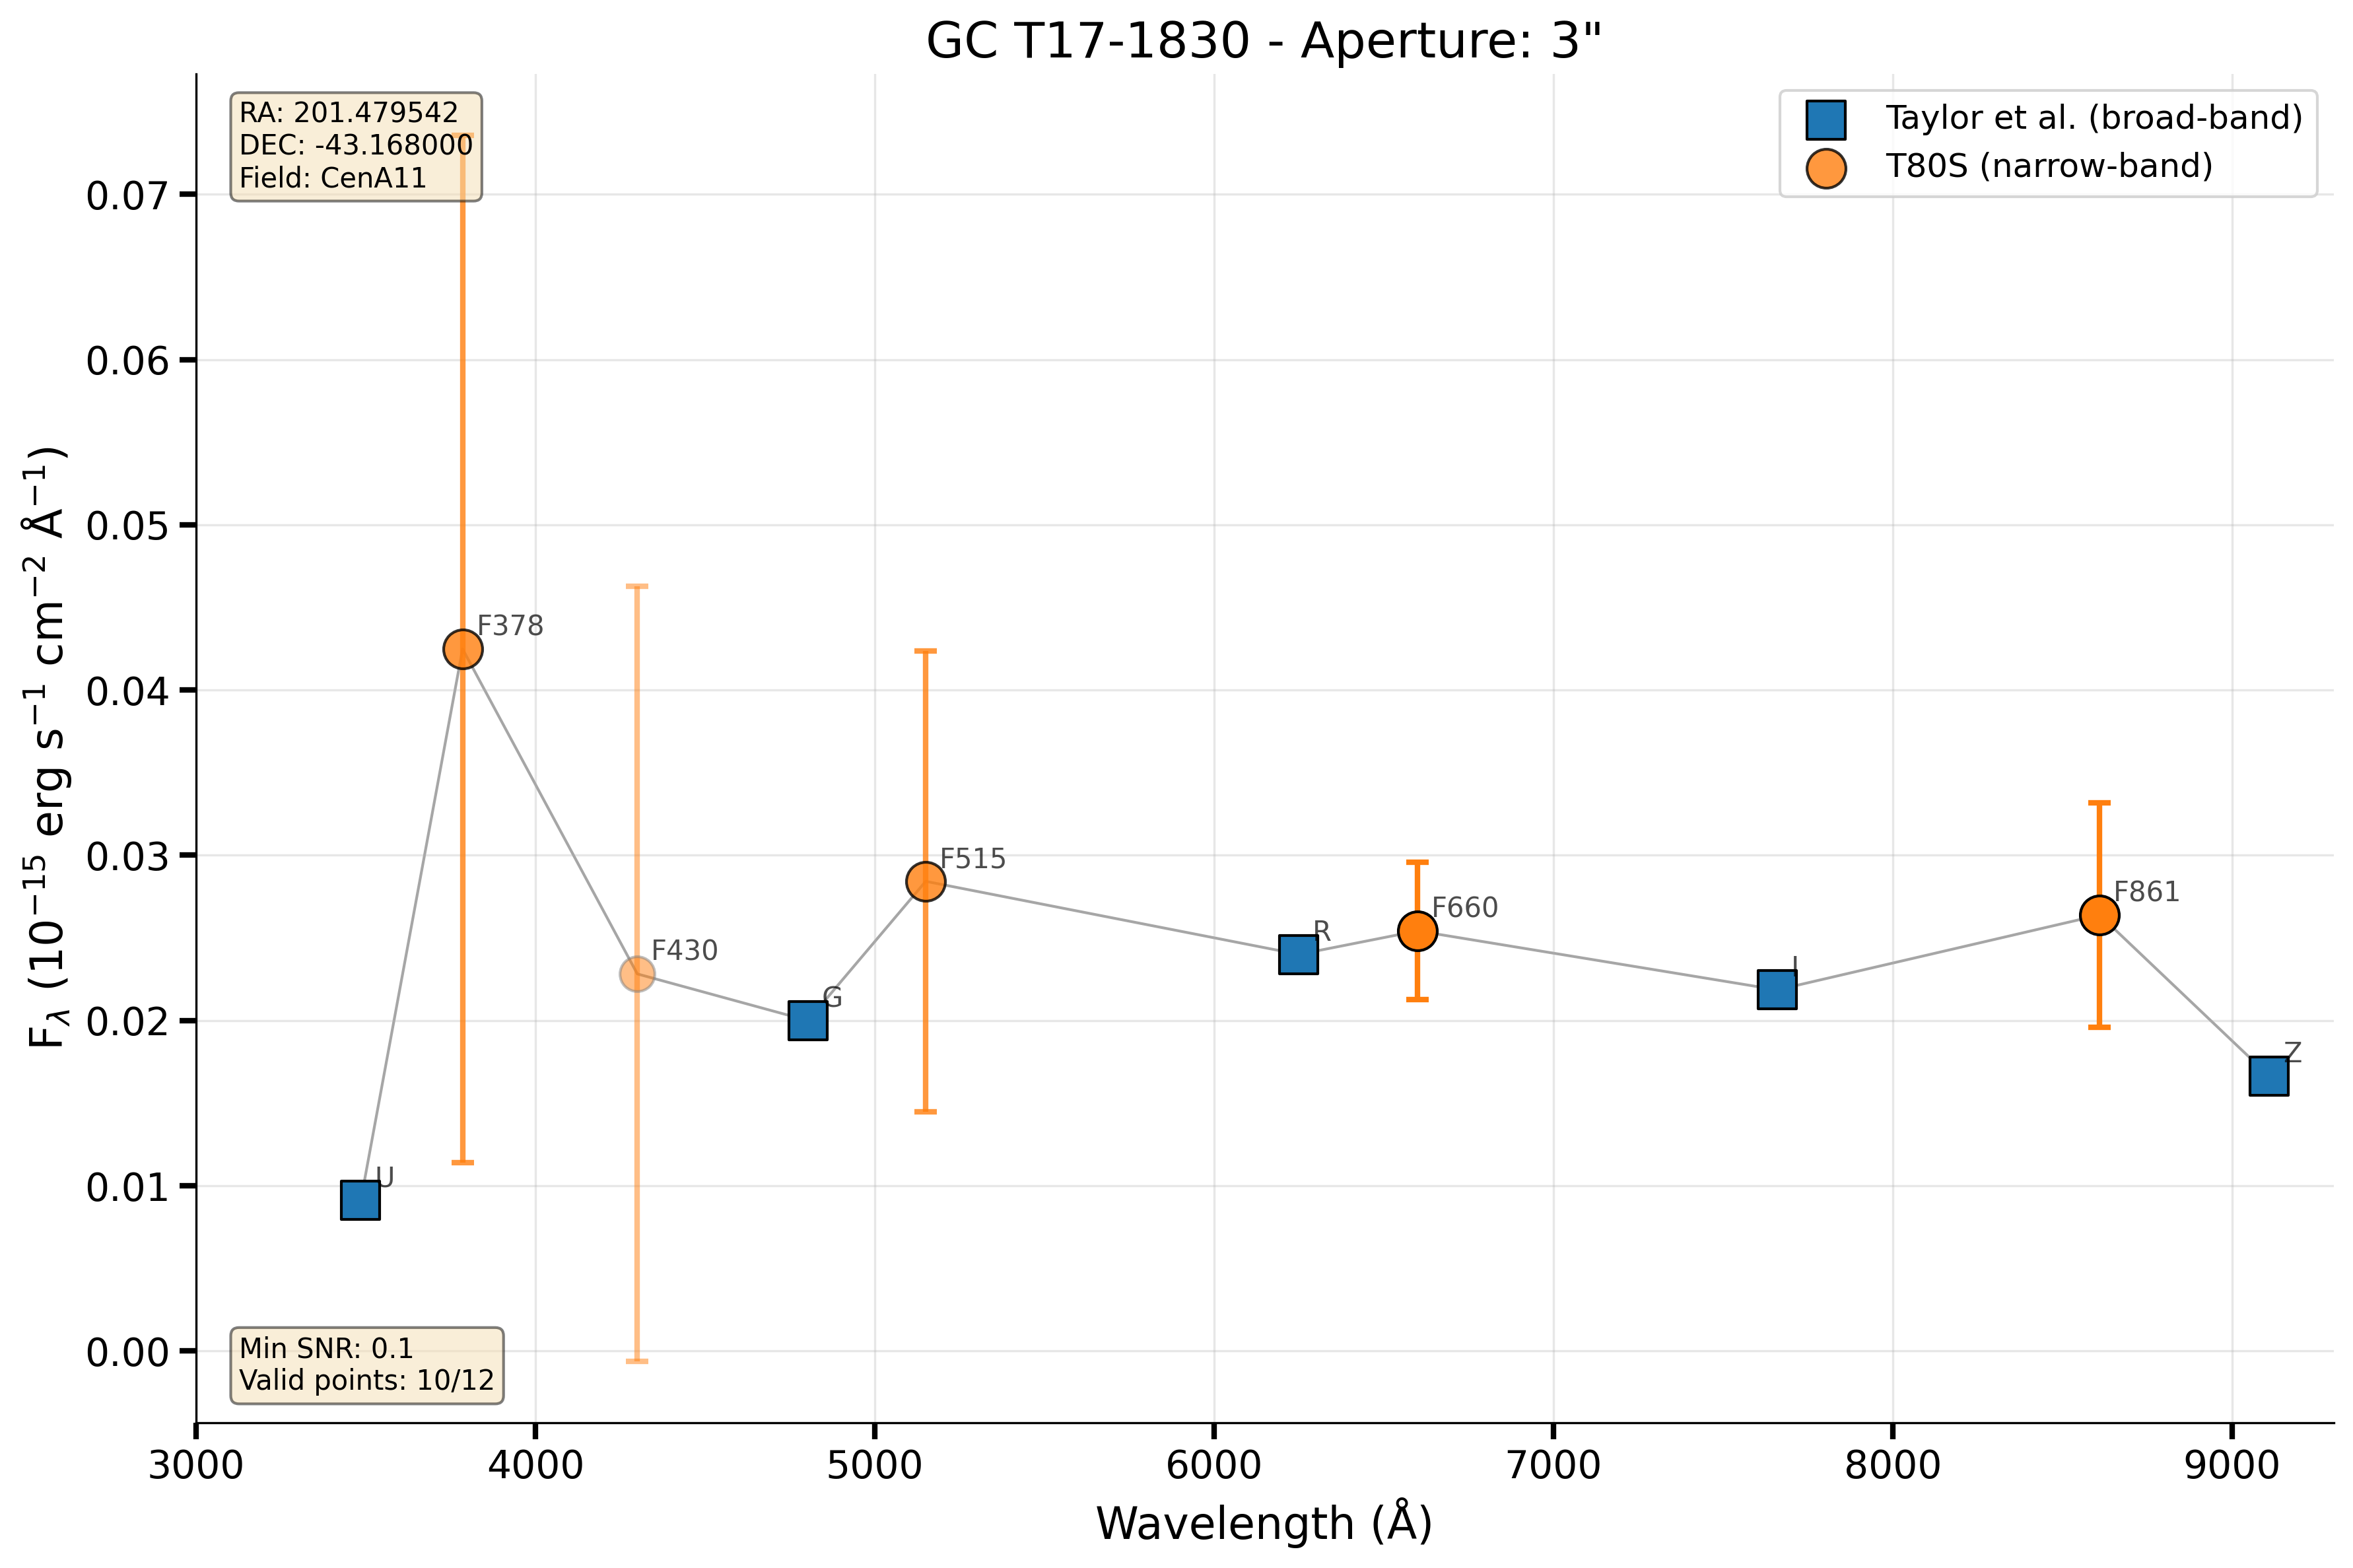 GC T17-1830 - Aperture: 3"
RA: 201.479542
DEC: -43.168000
Field: CenA11
Taylor et al. (broad-band)
T80S (narrow-band)
F_λ (10⁻¹⁵ erg s⁻¹ cm⁻² Å⁻¹)
0.07
0.06
0.05
0.04
0.03
0.02
0.01
0.00
U
F378
F430
G
F515
R
F660
I
F861
Z
Min SNR: 0.1
Valid points: 10/12
3000 4000 5000 6000 7000 8000 9000
Wavelength (Å)